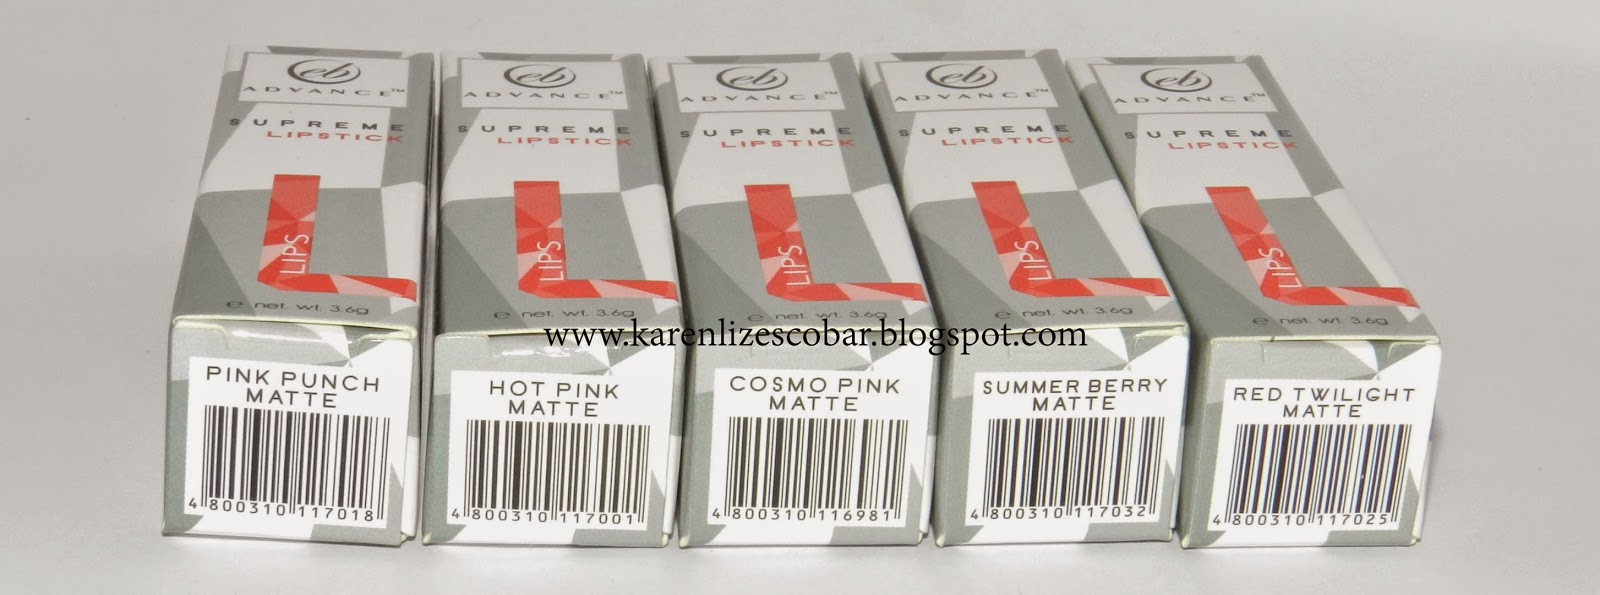 eb
ADVANCE™
SUPREME
LIPSTICK
LIPS
e net. wt. 3.6g
PINK PUNCH
MATTE
4 800310 117018
eb
ADVANCE™
SUPREME
LIPSTICK
LIPS
e net. wt. 3.6g
HOT PINK
MATTE
4 800310 117001
eb
ADVANCE™
SUPREME
LIPSTICK
LIPS
e net. wt. 3.6g
COSMO PINK
MATTE
4 800310 116981
eb
ADVANCE™
SUPREME
LIPSTICK
LIPS
e net. wt. 3.6g
SUMMER BERRY
MATTE
4 800310 117032
eb
ADVANCE™
SUPREME
LIPSTICK
LIPS
e net. wt. 3.6g
RED TWILIGHT
MATTE
4 800310 117025
www.karenlizescobar.blogspot.com